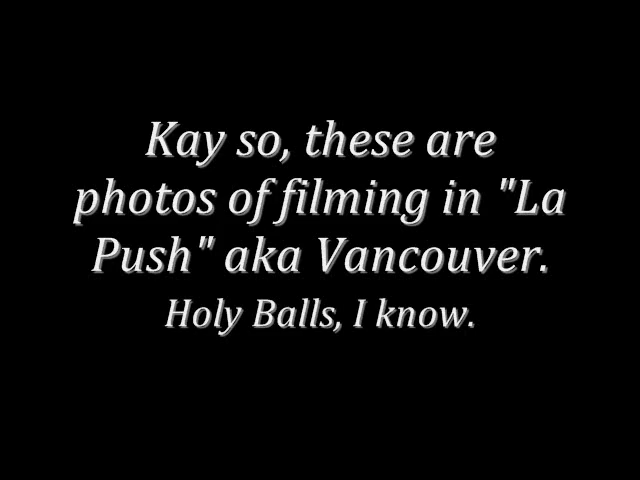 Kay so, these are
photos of filming in "La
Push" aka Vancouver.
Holy Balls, I know.